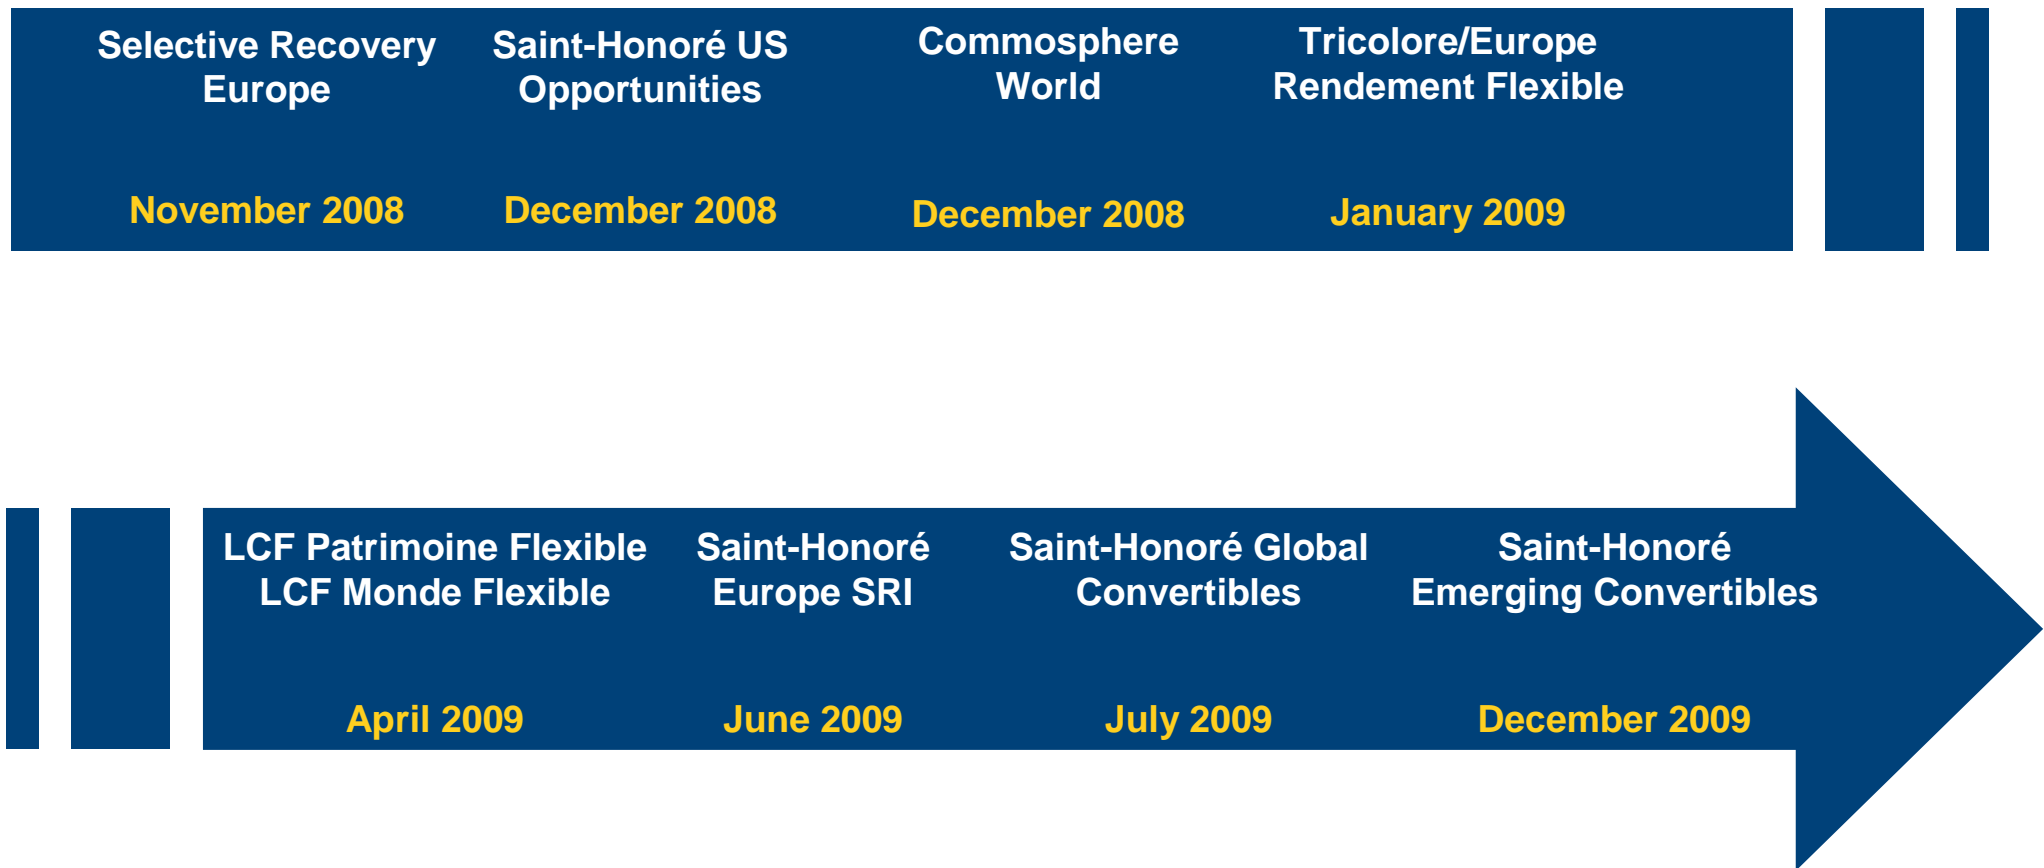 Selective Recovery
Europe
November 2008
Saint-Honoré US
Opportunities
December 2008
Commosphere
World
December 2008
Tricolore/Europe
Rendement Flexible
January 2009
LCF Patrimoine Flexible
LCF Monde Flexible
April 2009
Saint-Honoré
Europe SRI
June 2009
Saint-Honoré Global
Convertibles
July 2009
Saint-Honoré
Emerging Convertibles
December 2009